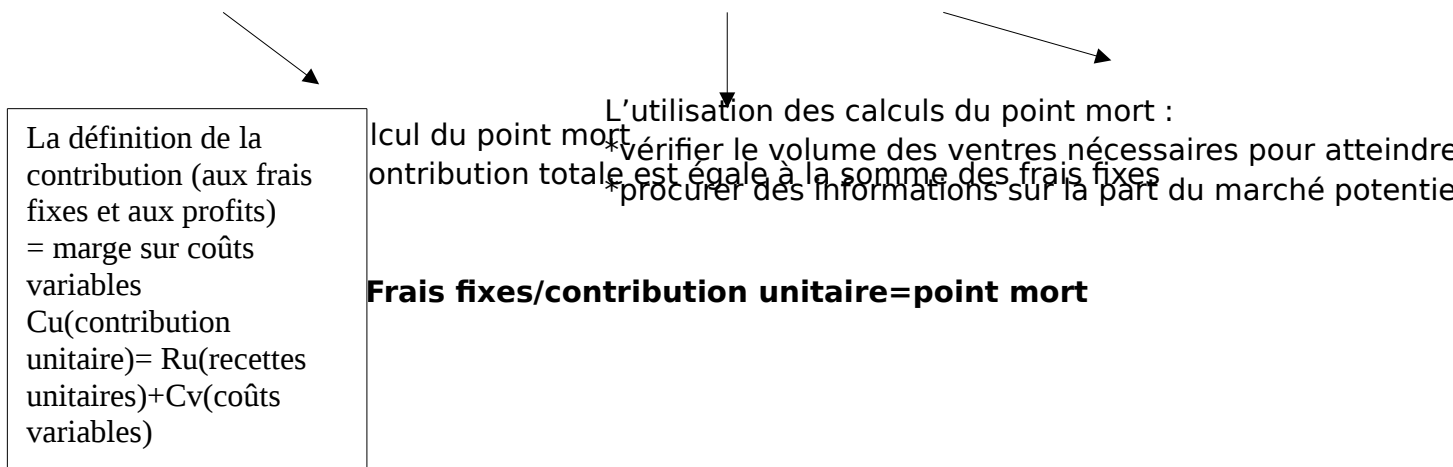 La définition de la
contribution (aux frais
fixes et aux profits)
= marge sur coûts
variables
Cu(contribution
unitaire)= Ru(recettes
unitaires)+Cv(coûts
variables)
lcul du point mort
ontribution totale est égale à la somme des frais fixes
Frais fixes/contribution unitaire=point mort
L’utilisation des calculs du point mort :
*vérifier le volume des ventres nécessaires pour atteindre
*procurer des informations sur la part du marché potentie